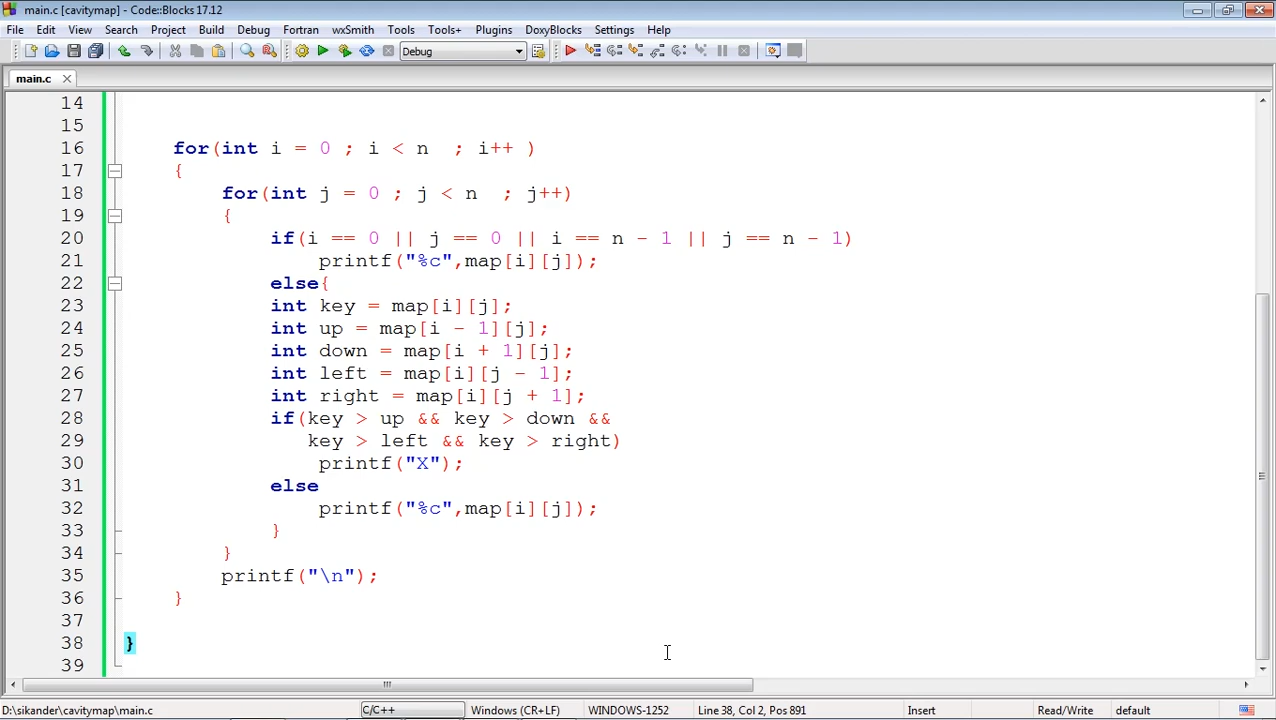 main.c [cavitymap] - Code::Blocks 17.12
File Edit View Search Project Build Debug Fortran wxSmith Tools Tools+ Plugins DoxyBlocks Settings Help
Debug
main.c
14
15
16 for(int i = 0 ; i < n  ; i++ )
17 {
18 for(int j = 0 ; j < n  ; j++)
19 {
20 if(i == 0 || j == 0 || i == n - 1 || j == n - 1)
21 printf("%c",map[i][j]);
22 else{
23 int key = map[i][j];
24 int up = map[i - 1][j];
25 int down = map[i + 1][j];
26 int left = map[i][j - 1];
27 int right = map[i][j + 1];
28 if(key > up && key > down &&
29 key > left && key > right)
30 printf("X");
31 else
32 printf("%c",map[i][j]);
33 }
34 }
35 printf("\n");
36 }
37
38 }
39
D:\sikander\cavitymap\main.c C/C++ Windows (CR+LF) WINDOWS-1252 Line 38, Col 2, Pos 891 Insert Read/Write default